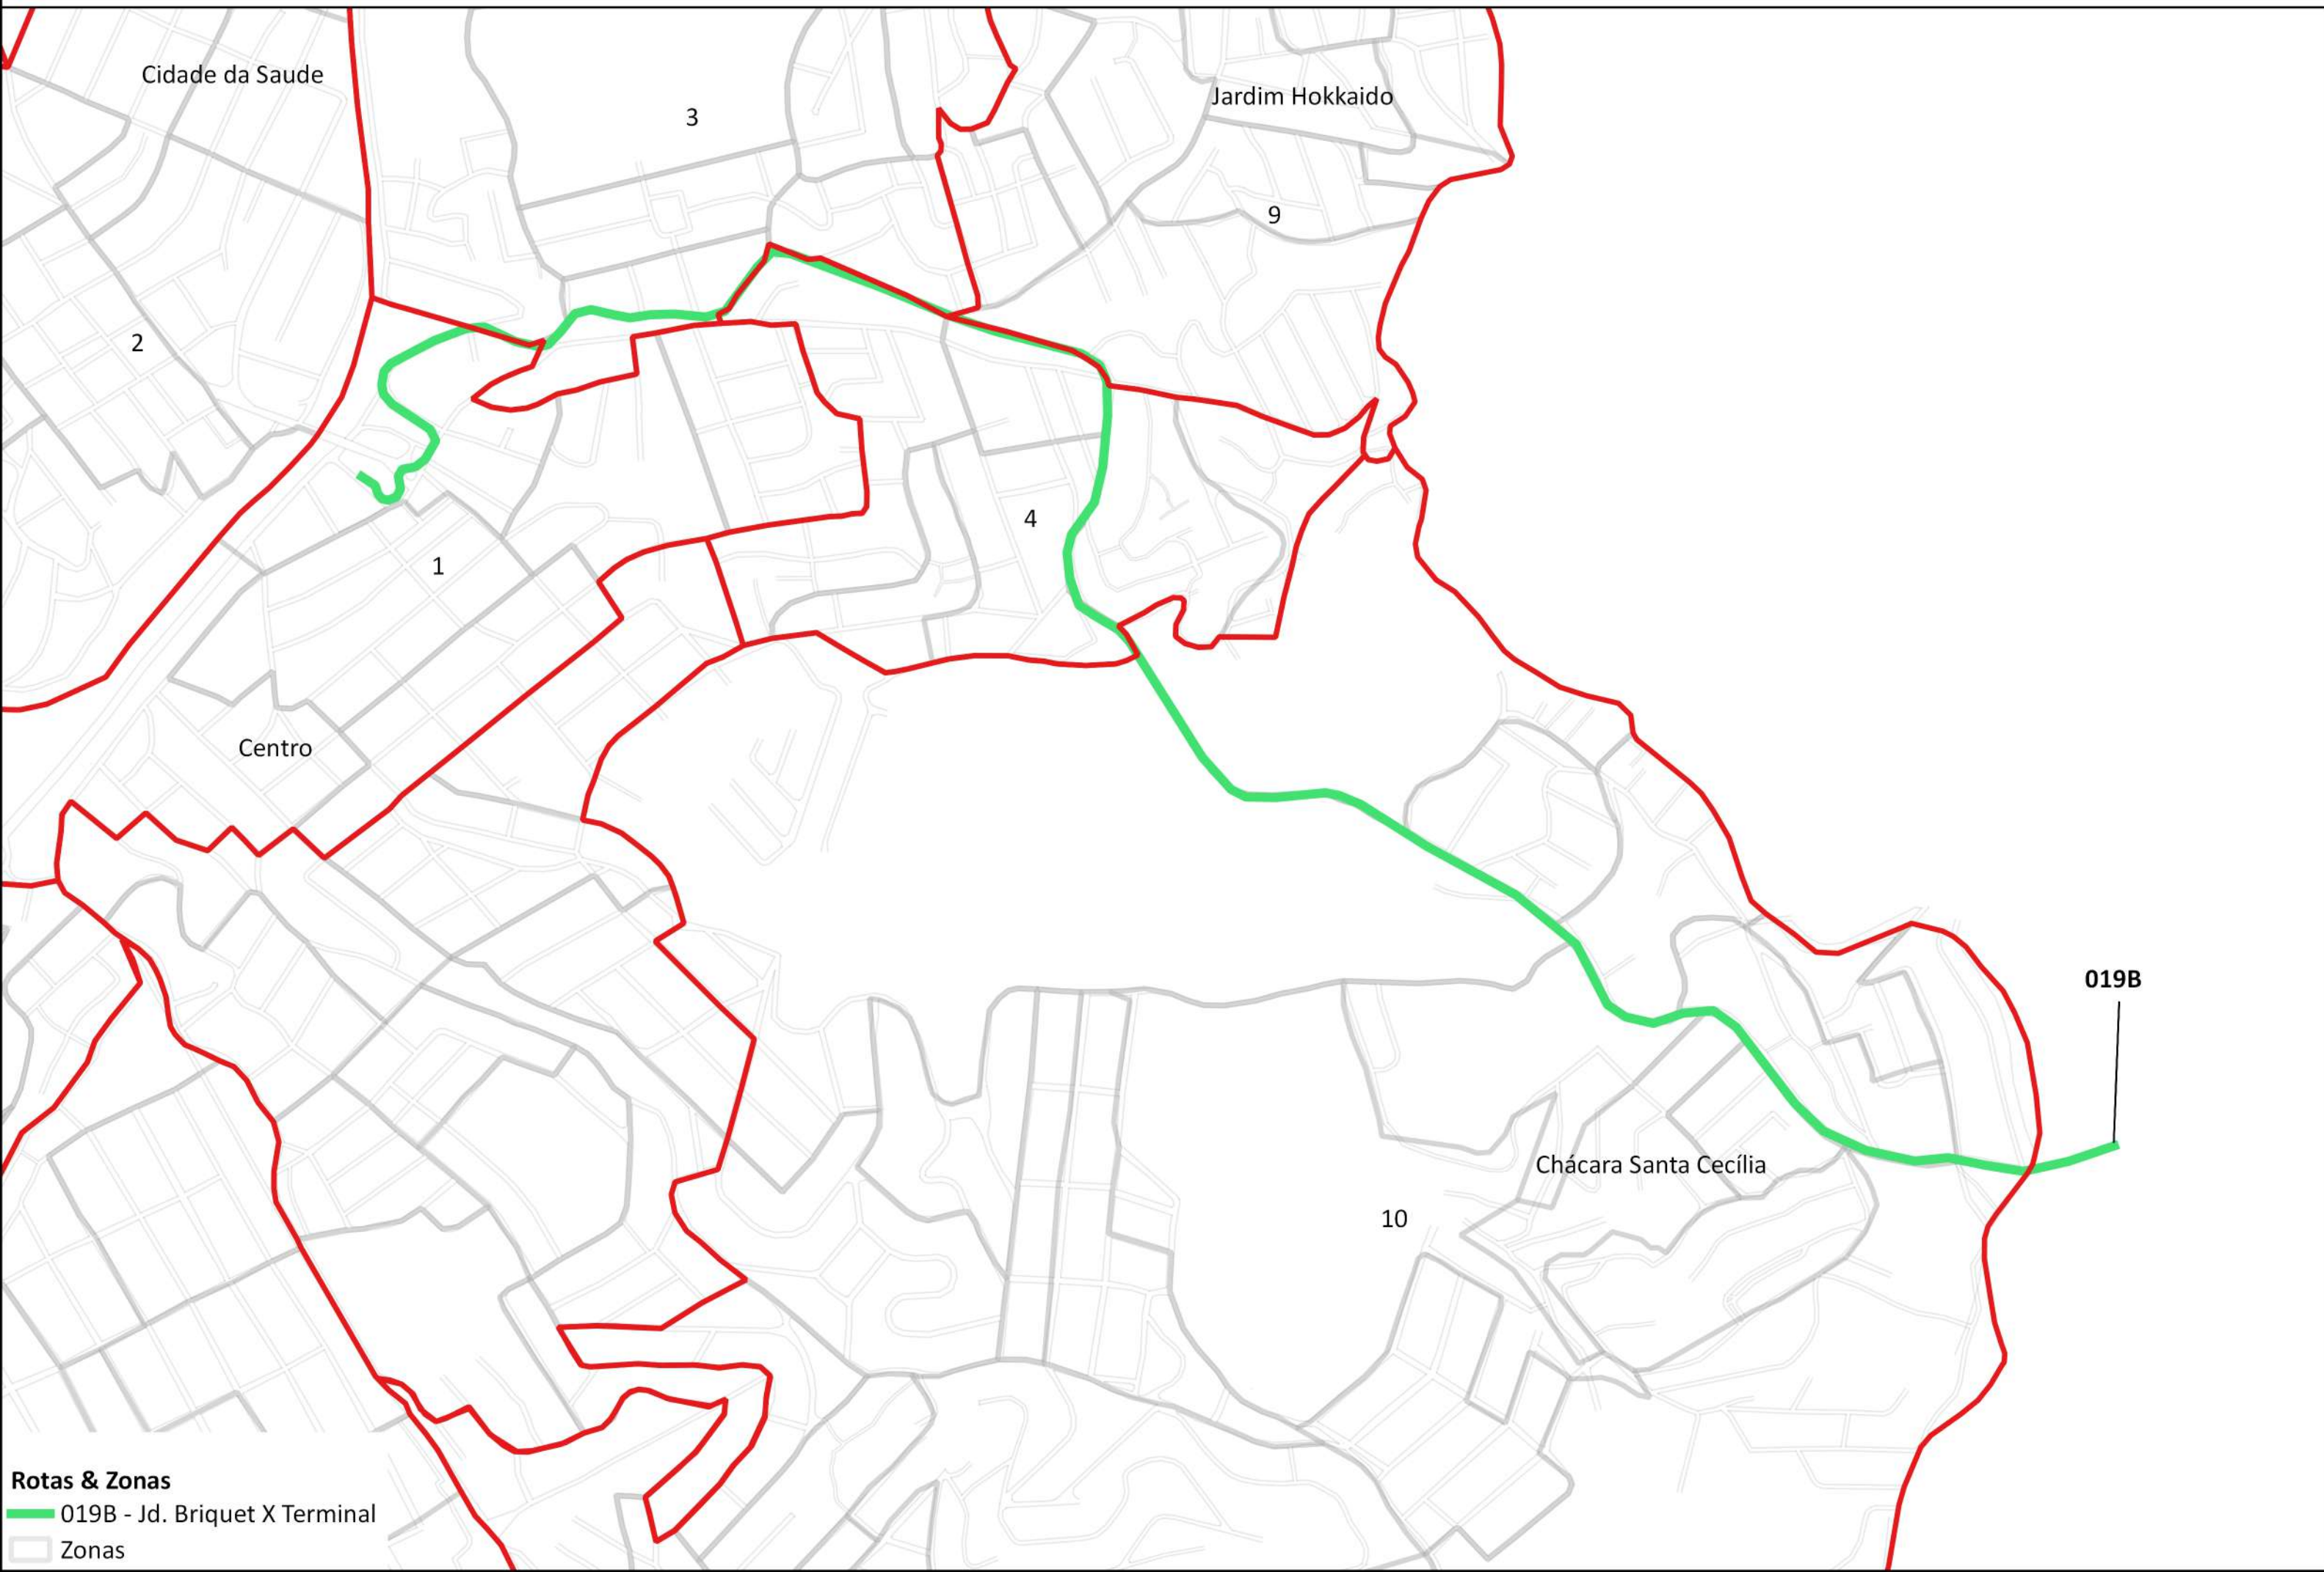 Cidade da Saude
Jardim Hokkaido
3
9
2
4
1
Centro
019B
Chácara Santa Cecília
10
Rotas & Zonas
019B - Jd. Briquet X Terminal
Zonas